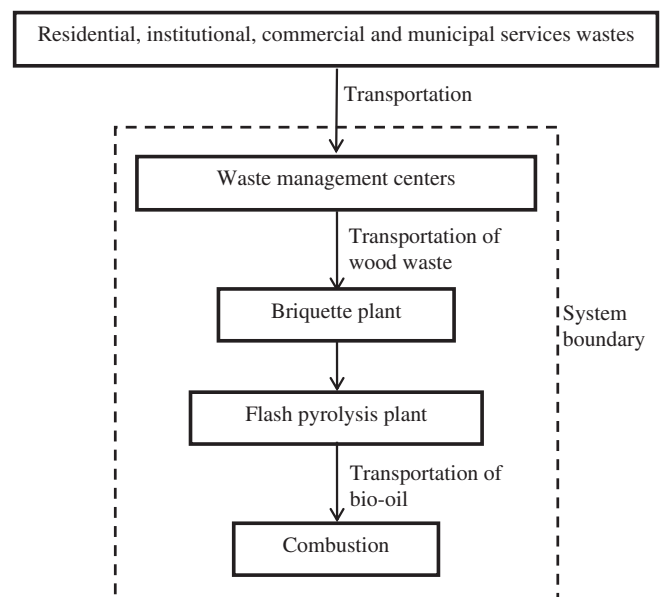 Residential, institutional, commercial and municipal services wastes
Transportation
Waste management centers
Transportation of
wood waste
Briquette plant
System
boundary
Flash pyrolysis plant
Transportation of
bio-oil
Combustion